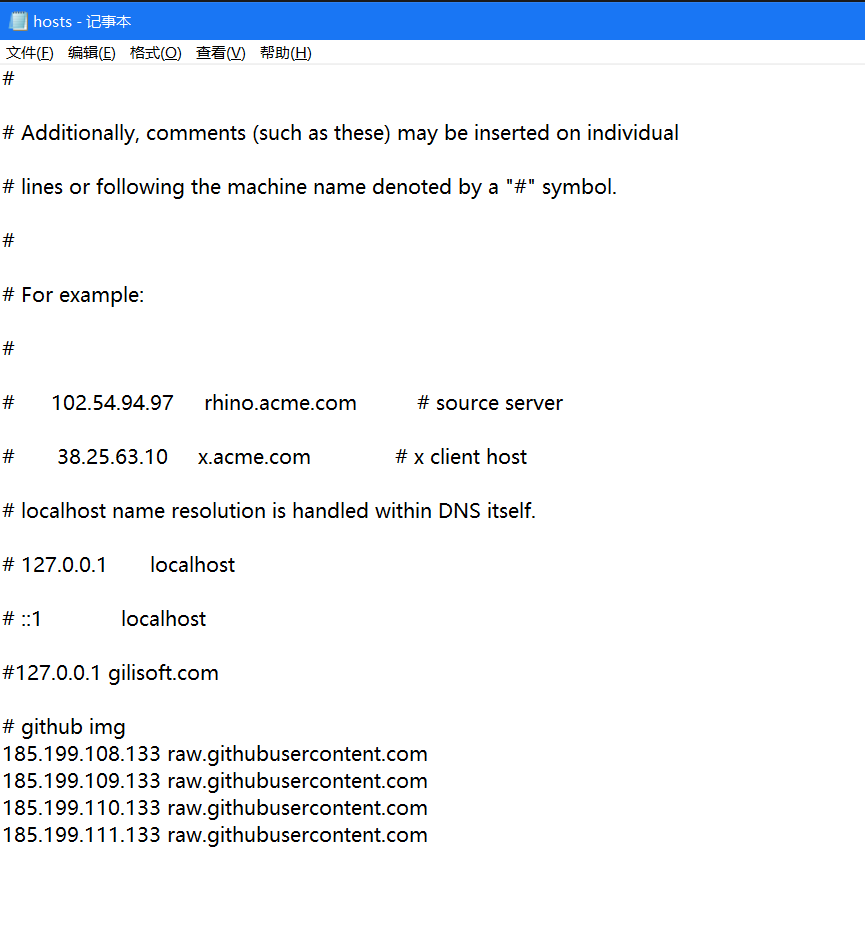 hosts - 记事本
文件(F) 编辑(E) 格式(O) 查看(V) 帮助(H)
#
# Additionally, comments (such as these) may be inserted on individual
# lines or following the machine name denoted by a "#" symbol.
#
# For example:
#
# 102.54.94.97 rhino.acme.com # source server
# 38.25.63.10 x.acme.com # x client host
# localhost name resolution is handled within DNS itself.
# 127.0.0.1 localhost
# ::1 localhost
#127.0.0.1 gilisoft.com
# github img
185.199.108.133 raw.githubusercontent.com
185.199.109.133 raw.githubusercontent.com
185.199.110.133 raw.githubusercontent.com
185.199.111.133 raw.githubusercontent.com